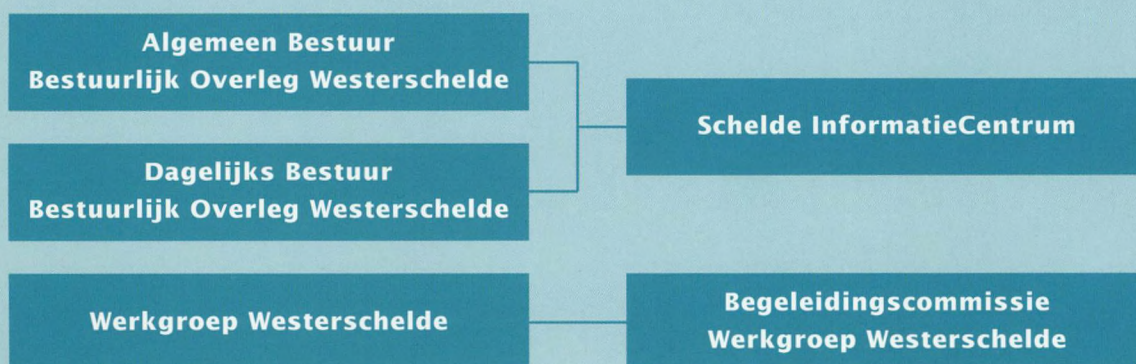 Algemeen Bestuur
Bestuurlijk Overleg Westerschelde
Schelde InformatieCentrum
Dagelijks Bestuur
Bestuurlijk Overleg Westerschelde
Werkgroep Westerschelde
Begeleidingscommissie
Werkgroep Westerschelde